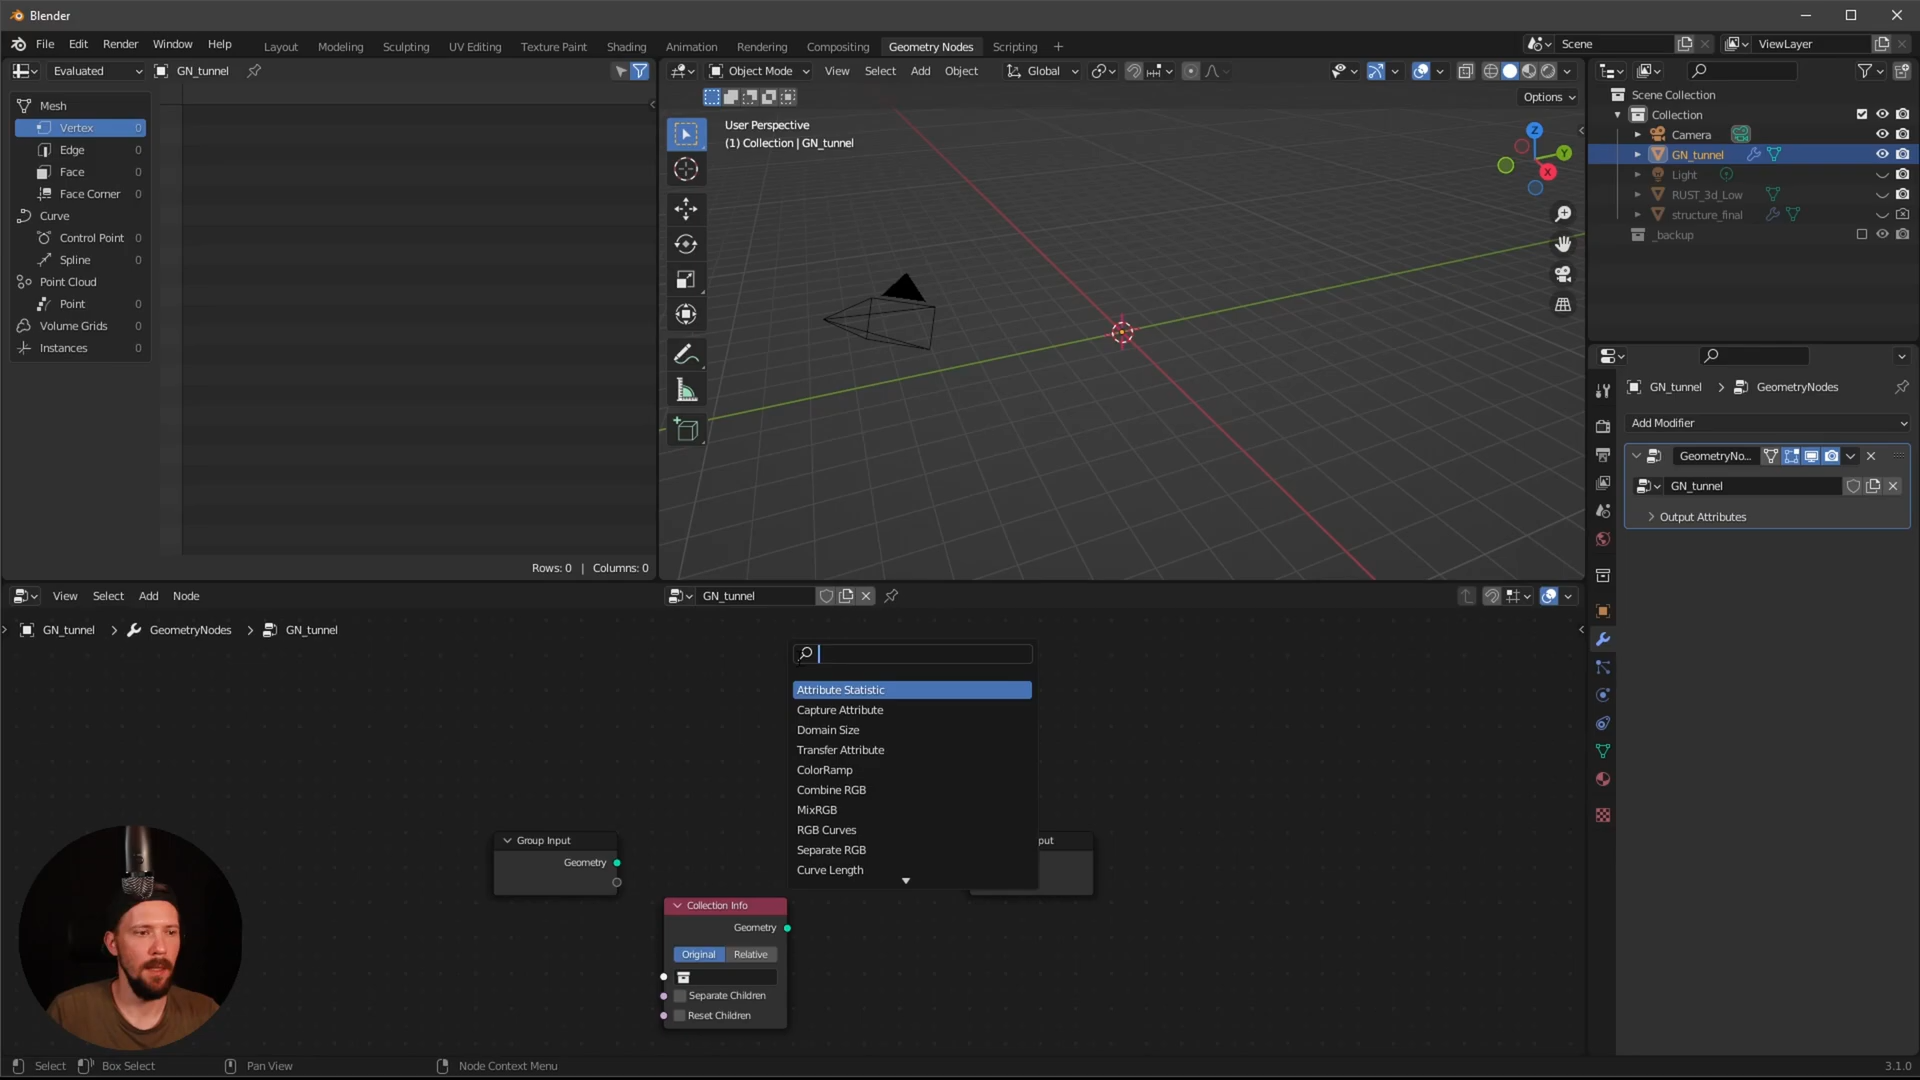 Blender
File Edit Render Window Help Layout Modeling Sculpting UV Editing Texture Paint Shading Animation Rendering Compositing Geometry Nodes Scripting + Scene ViewLayer
Evaluated GN_tunnel
Object Mode View Select Add Object Global
Options
Mesh
Vertex 0
Edge 0
Face 0
Face Corner 0
Curve
Control Point 0
Spline 0
Point Cloud
Point 0
Volume Grids 0
Instances 0
Rows: 0 | Columns: 0
User Perspective
(1) Collection | GN_tunnel
Z
Y
X
Scene Collection
Collection
Camera
GN_tunnel
Light
RUST_3d_Low
structure_final
_backup
GN_tunnel > GeometryNodes
Add Modifier
GeometryNo...
GN_tunnel
Output Attributes
View Select Add Node GN_tunnel
GN_tunnel > GeometryNodes > GN_tunnel
Attribute Statistic
Capture Attribute
Domain Size
Transfer Attribute
ColorRamp
Combine RGB
MixRGB
RGB Curves
Separate RGB
Curve Length
Group Input
Geometry
put
Collection Info
Geometry
Original Relative
Separate Children
Reset Children
Select Box Select Pan View Node Context Menu 3.1.0